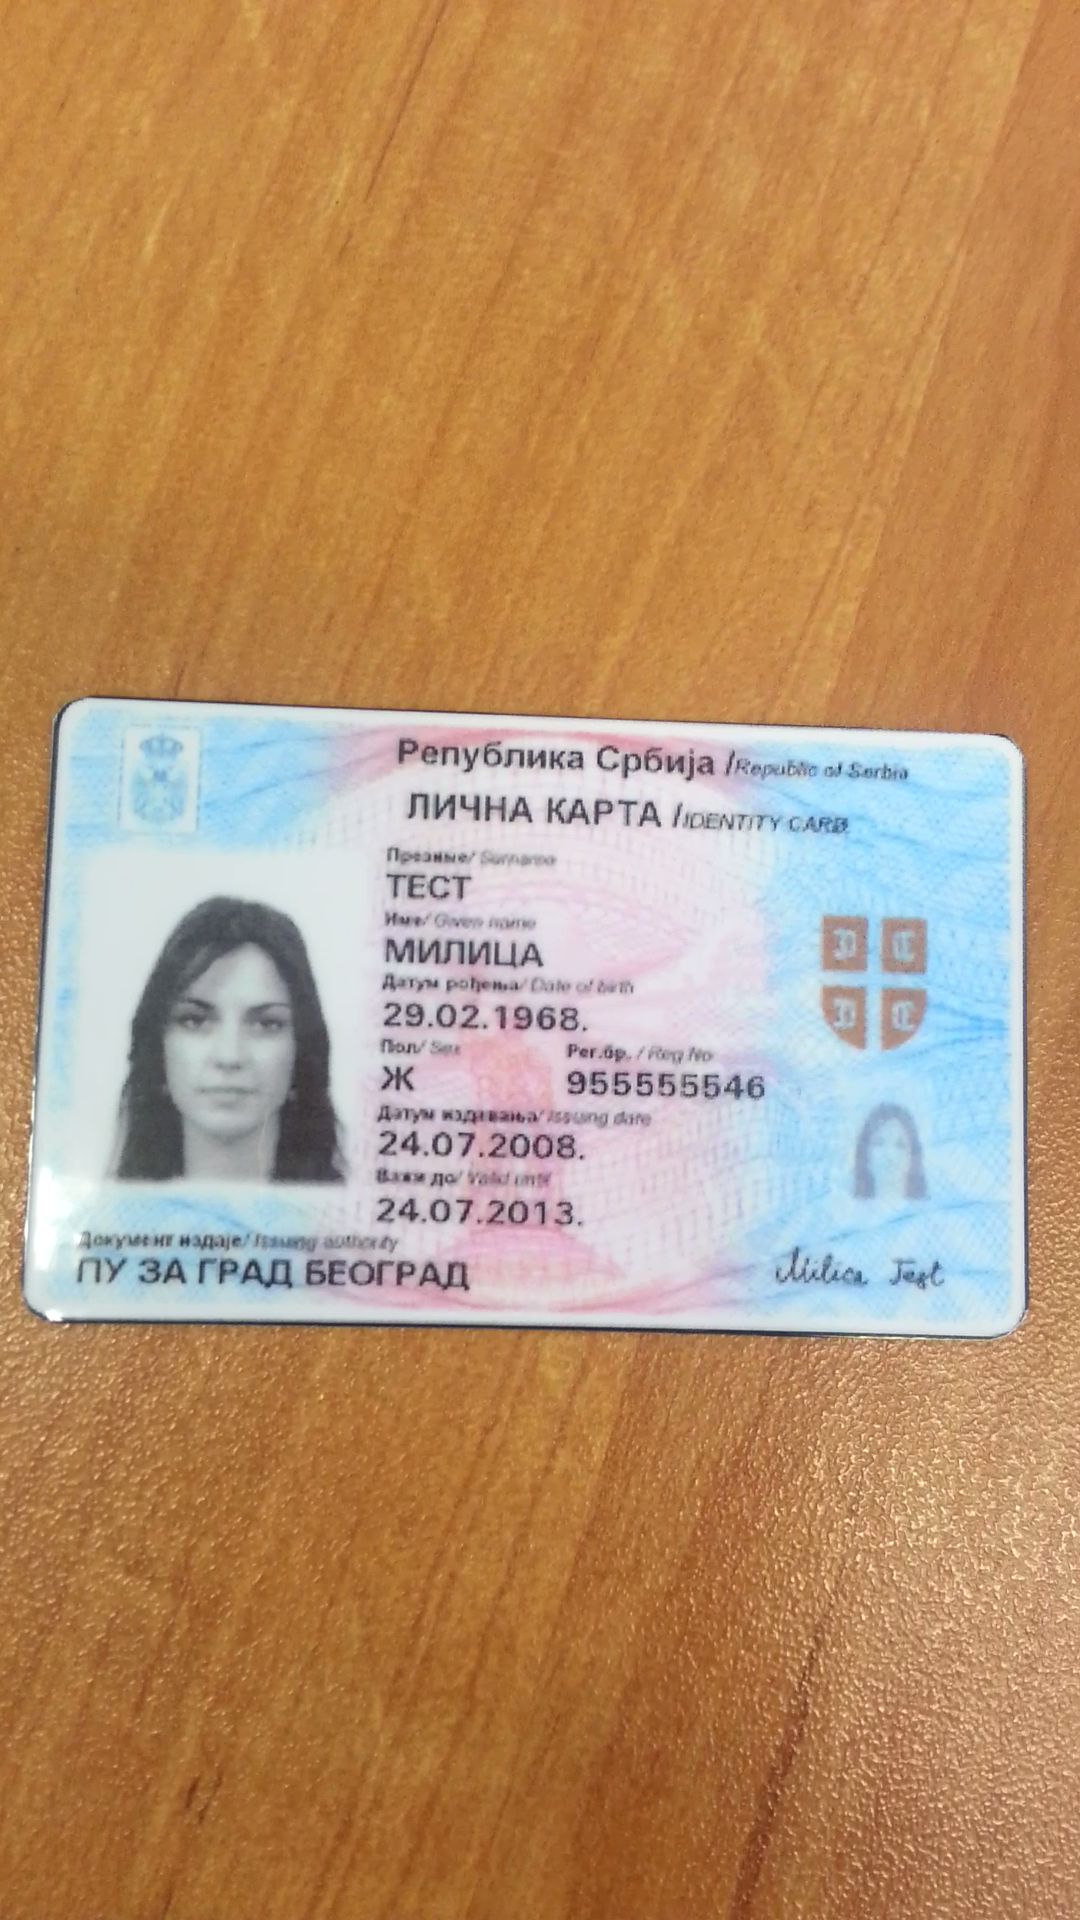 Република Србија /Republic of Serbia
ЛИЧНА КАРТА /IDENTITY CARD
Презиме/ Surname
ТЕСТ
Име/ Given name
МИЛИЦА
Датум рођења/ Date of birth
29.02.1968.
Пол/ Sex Рег.бр. / Reg No
Ж 955555546
Датум издавања/ Issuing date
24.07.2008.
Важи до/ Valid until
24.07.2013.
Документ издаје/ Issuing authority
ПУ ЗА ГРАД БЕОГРАД
Milica Test